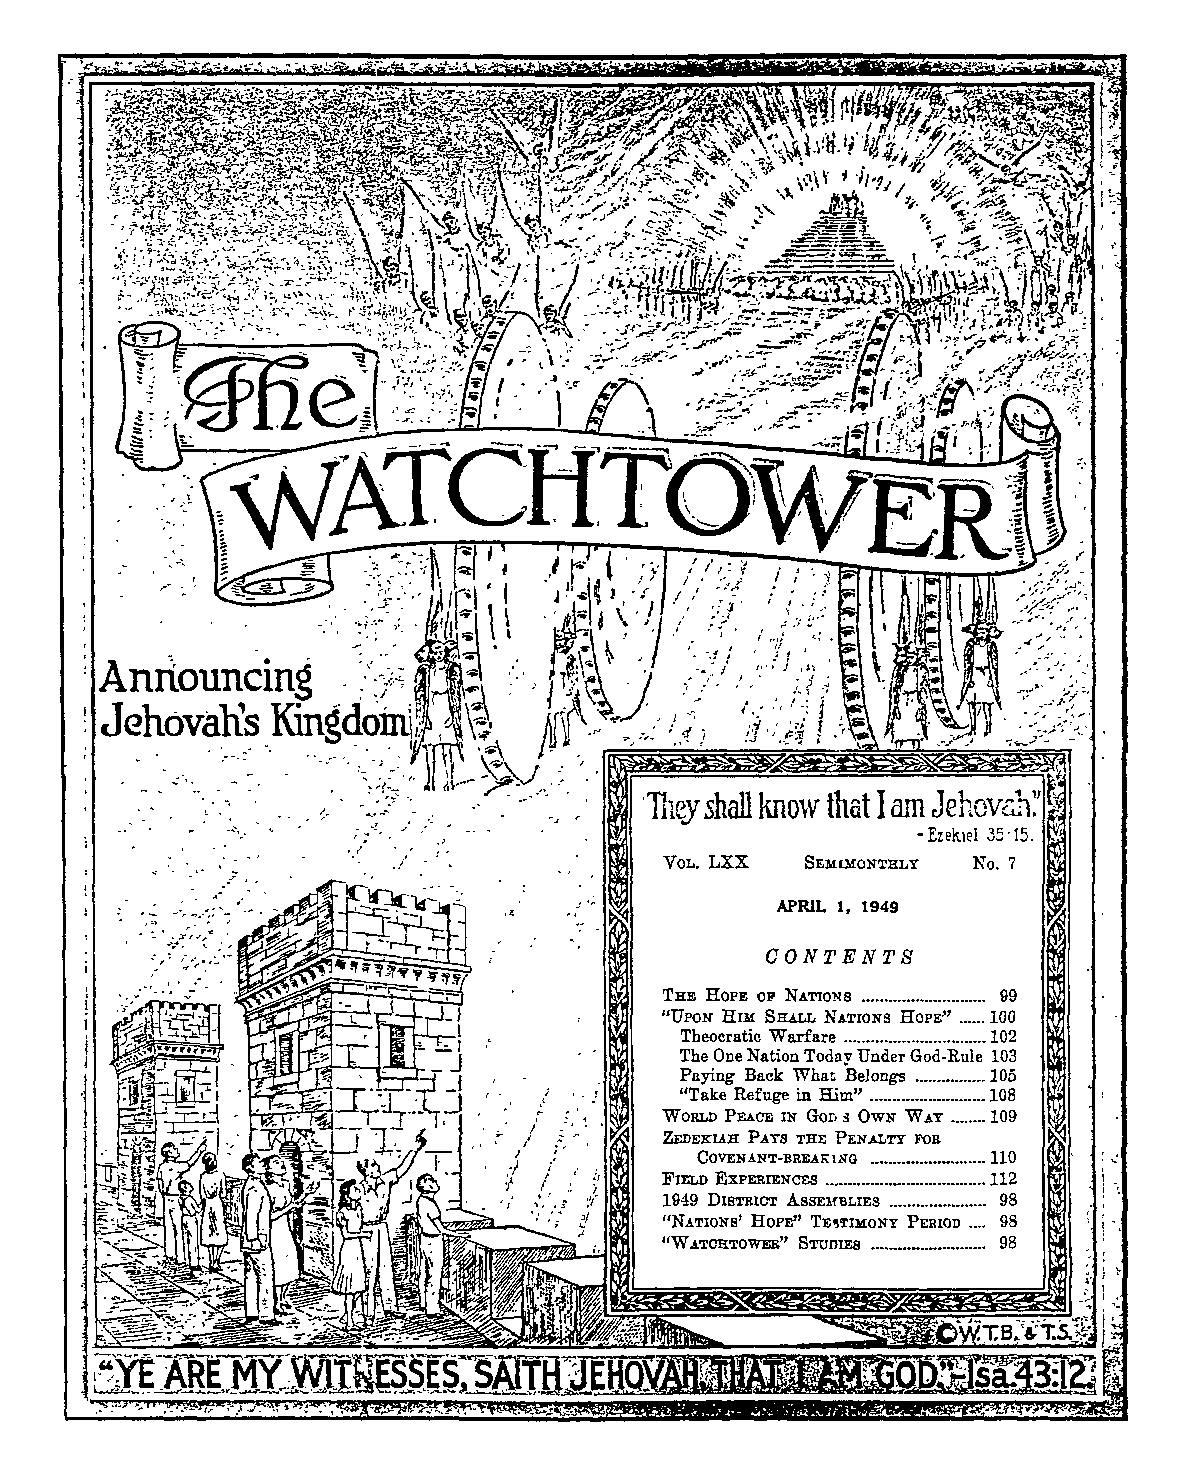 The
WATCHTOWER
Announcing
Jehovah's Kingdom
"They shall know that I am Jehovah."
- Ezekiel 35:15.
VOL. LXX SEMIMONTHLY No. 7
APRIL 1, 1949
CONTENTS
THE HOPE OF NATIONS ........................... 99
"UPON HIM SHALL NATIONS HOPE" ...... 100
Theocratic Warfare ............................... 102
The One Nation Today Under God-Rule 103
Paying Back What Belongs ............... 105
"Take Refuge in Him" ......................... 108
WORLD PEACE IN GOD'S OWN WAY ........ 109
ZEDEKIAH PAYS THE PENALTY FOR
COVENANT-BREAKING ......................... 110
FIELD EXPERIENCES ................................... 112
1949 DISTRICT ASSEMBLIES ..................... 98
"NATIONS' HOPE" TESTIMONY PERIOD .... 98
"WATCHTOWER" STUDIES ......................... 98
©W.T.B. & T.S.
"YE ARE MY WITNESSES, SAITH JEHOVAH, THAT I AM GOD."-Isa. 43:12.